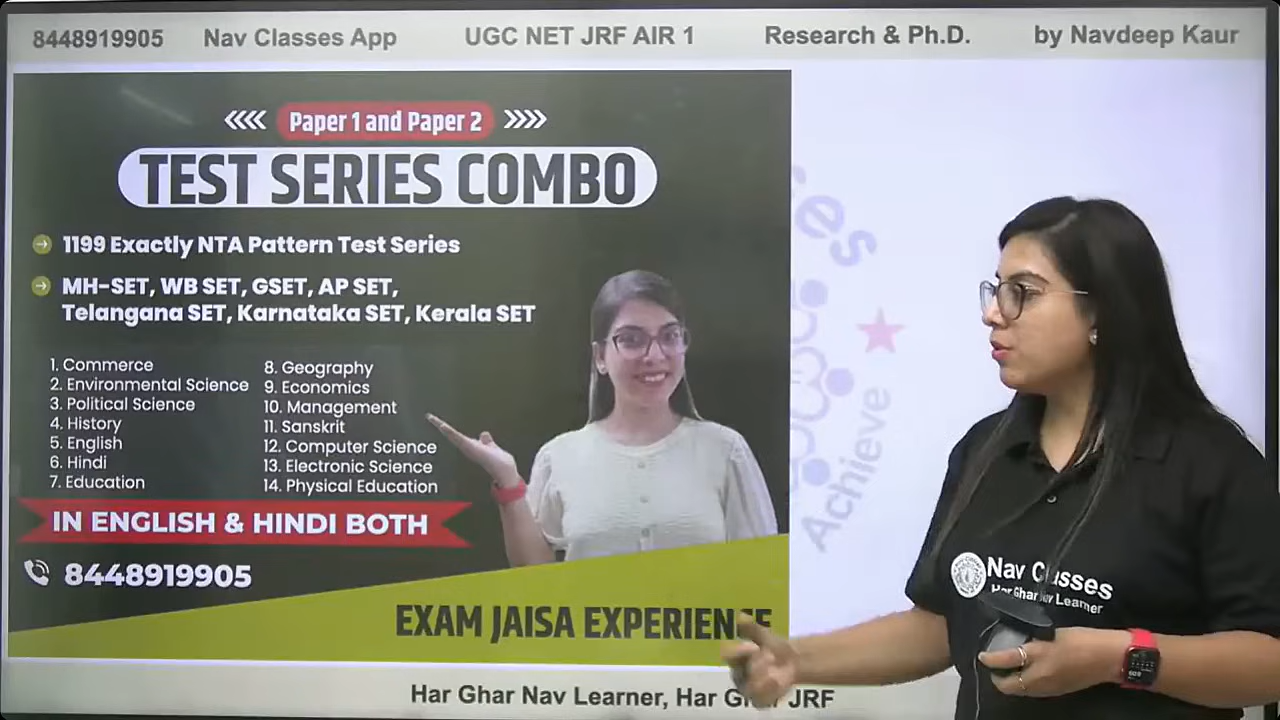 8448919905 Nav Classes App UGC NET JRF AIR 1 Research & Ph.D. by Navdeep Kaur
Paper 1 and Paper 2
TEST SERIES COMBO
1199 Exactly NTA Pattern Test Series
MH-SET, WB SET, GSET, AP SET,
Telangana SET, Karnataka SET, Kerala SET
1. Commerce
2. Environmental Science
3. Political Science
4. History
5. English
6. Hindi
7. Education
8. Geography
9. Economics
10. Management
11. Sanskrit
12. Computer Science
13. Electronic Science
14. Physical Education
IN ENGLISH & HINDI BOTH
8448919905
EXAM JAISA EXPERIENCE
Har Ghar Nav Learner, Har Ghar JRF
Achieve
Nav Classes
Har Ghar Nav Learner